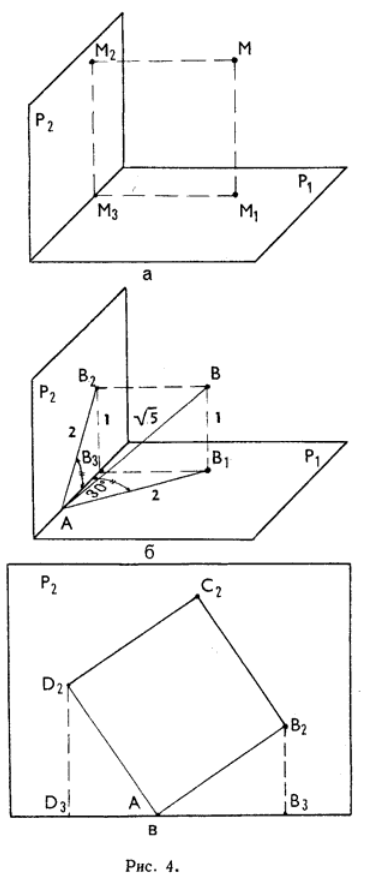 M₂ M
P₂
P₁
M₃ M₁
а
B₂ B
P₂
2 1 √5 1
B₃ B₁ P₁
30°
A 2
б
P₂ C₂
D₂
B₂
D₃ A B₃
в
Рис. 4.